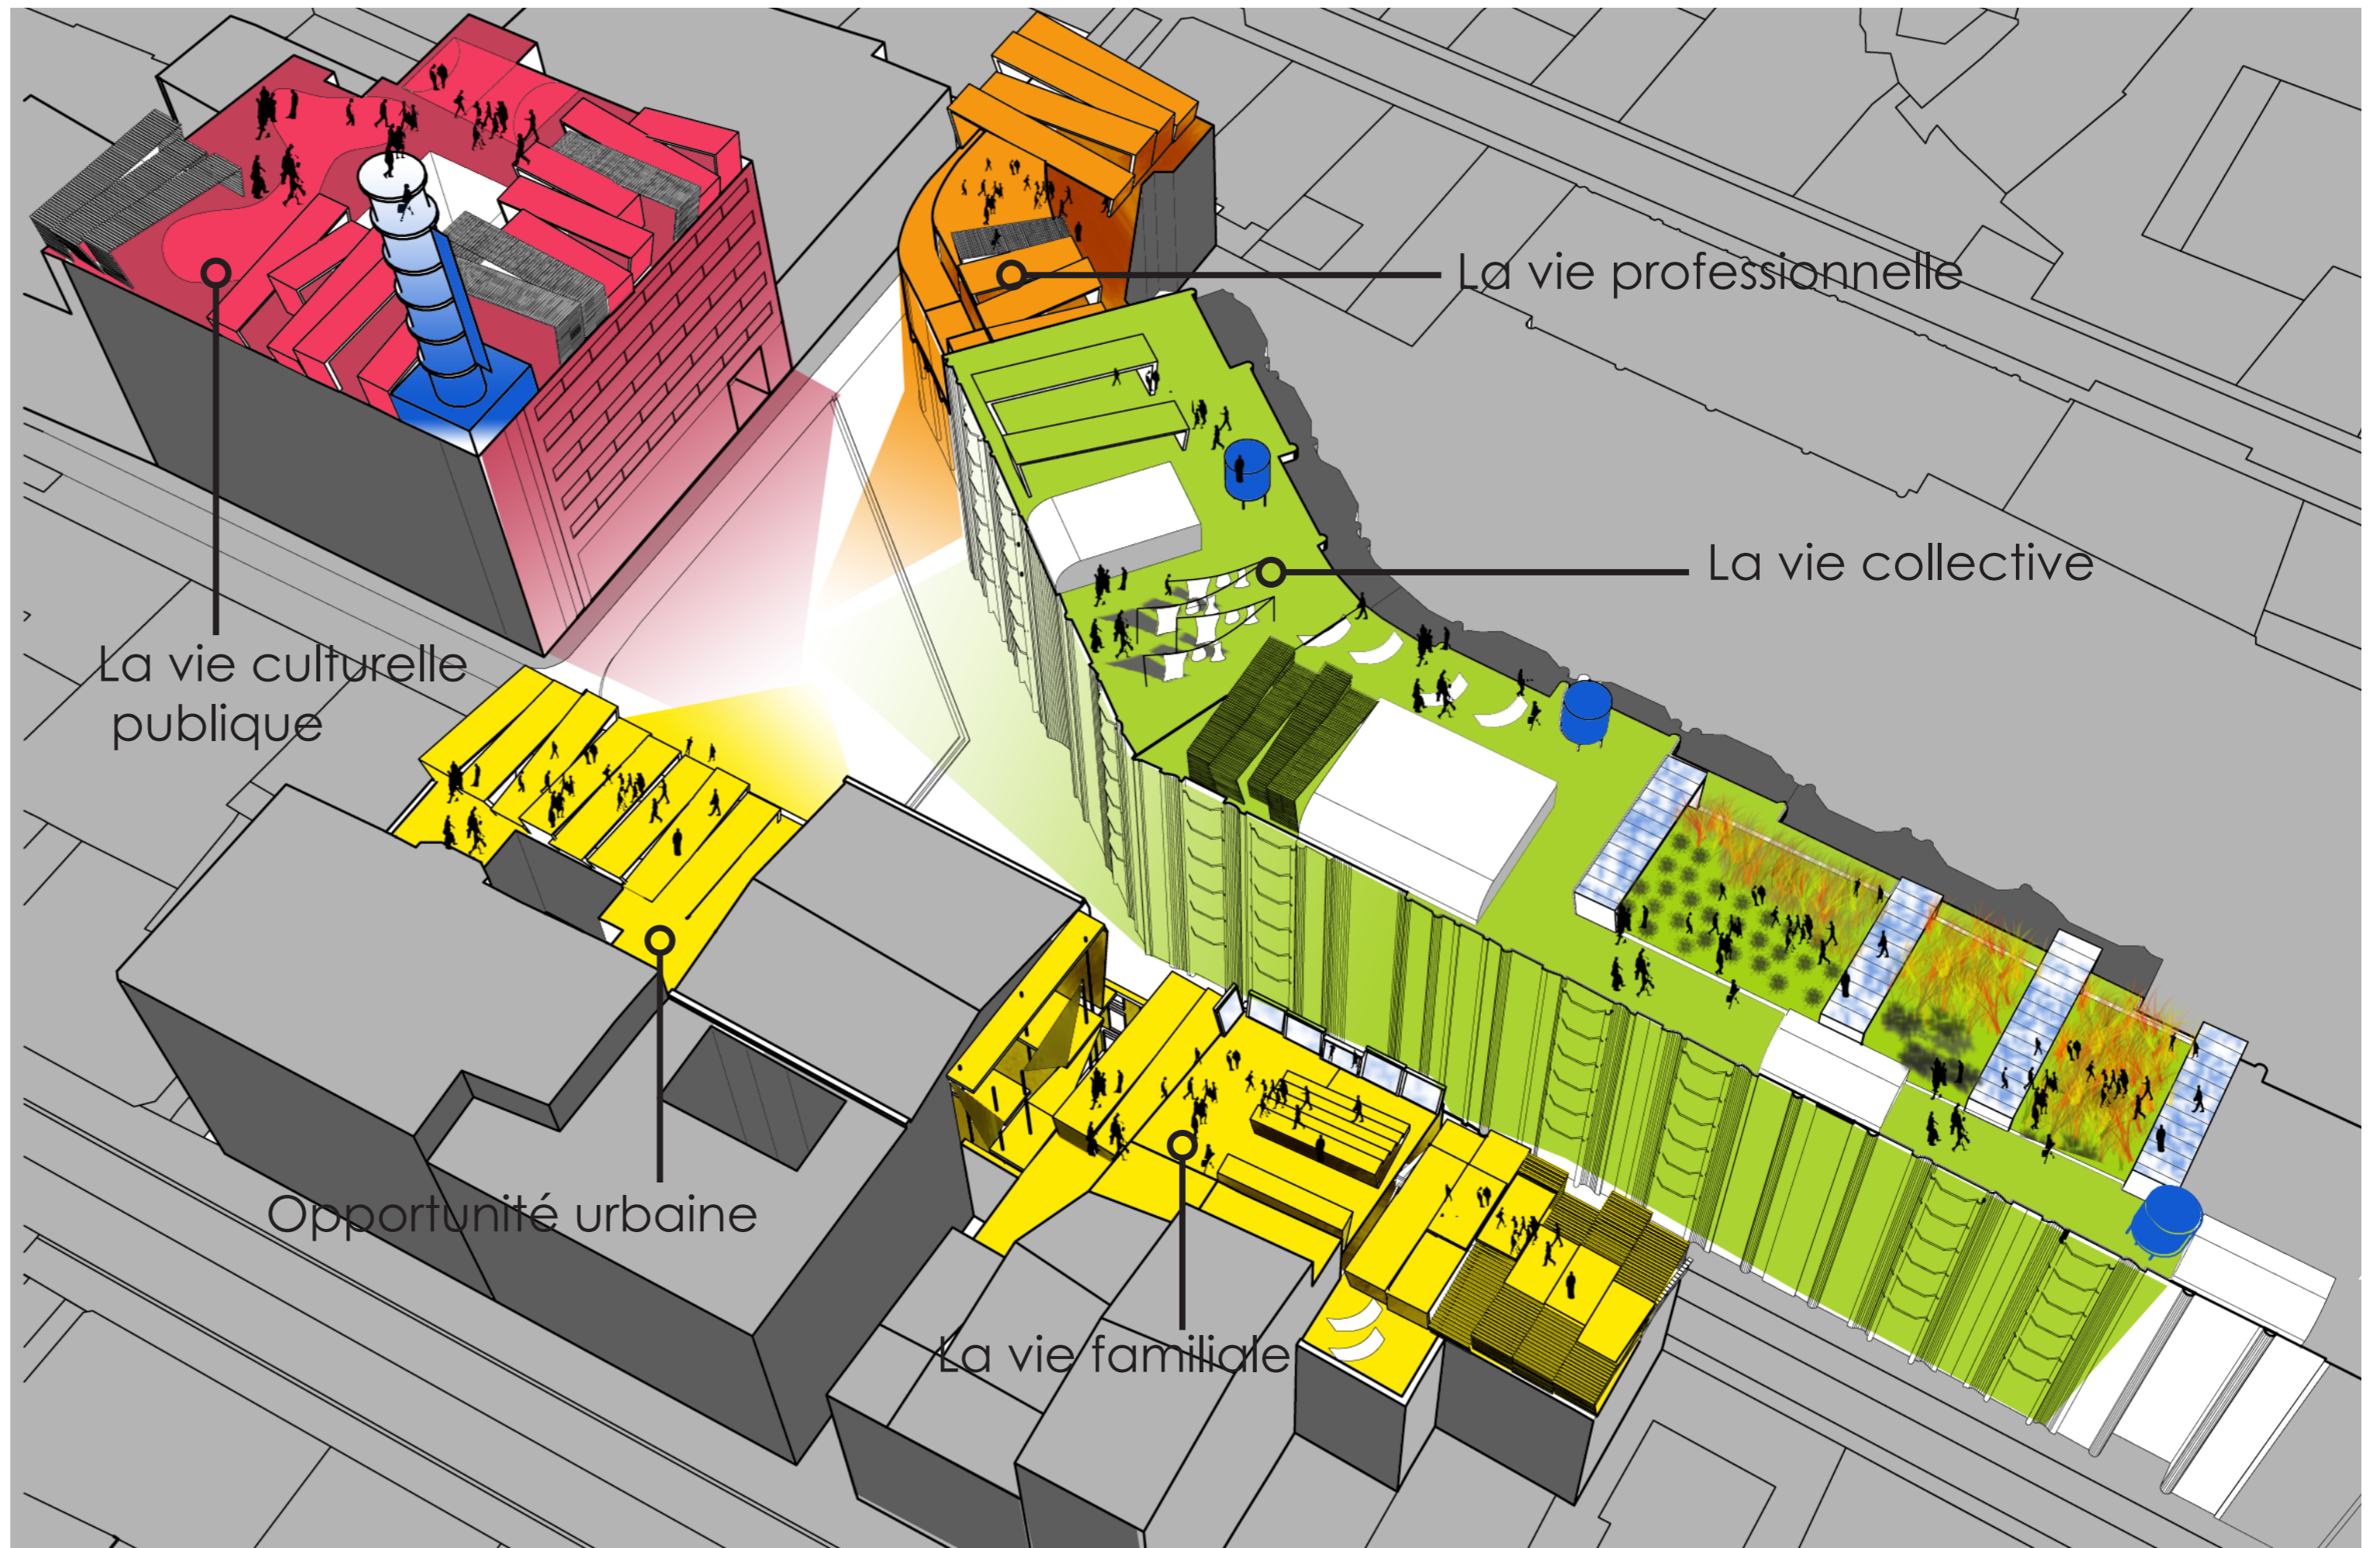 La vie professionnelle
La vie collective
La vie culturelle
publique
Opportunité urbaine
La vie familiale